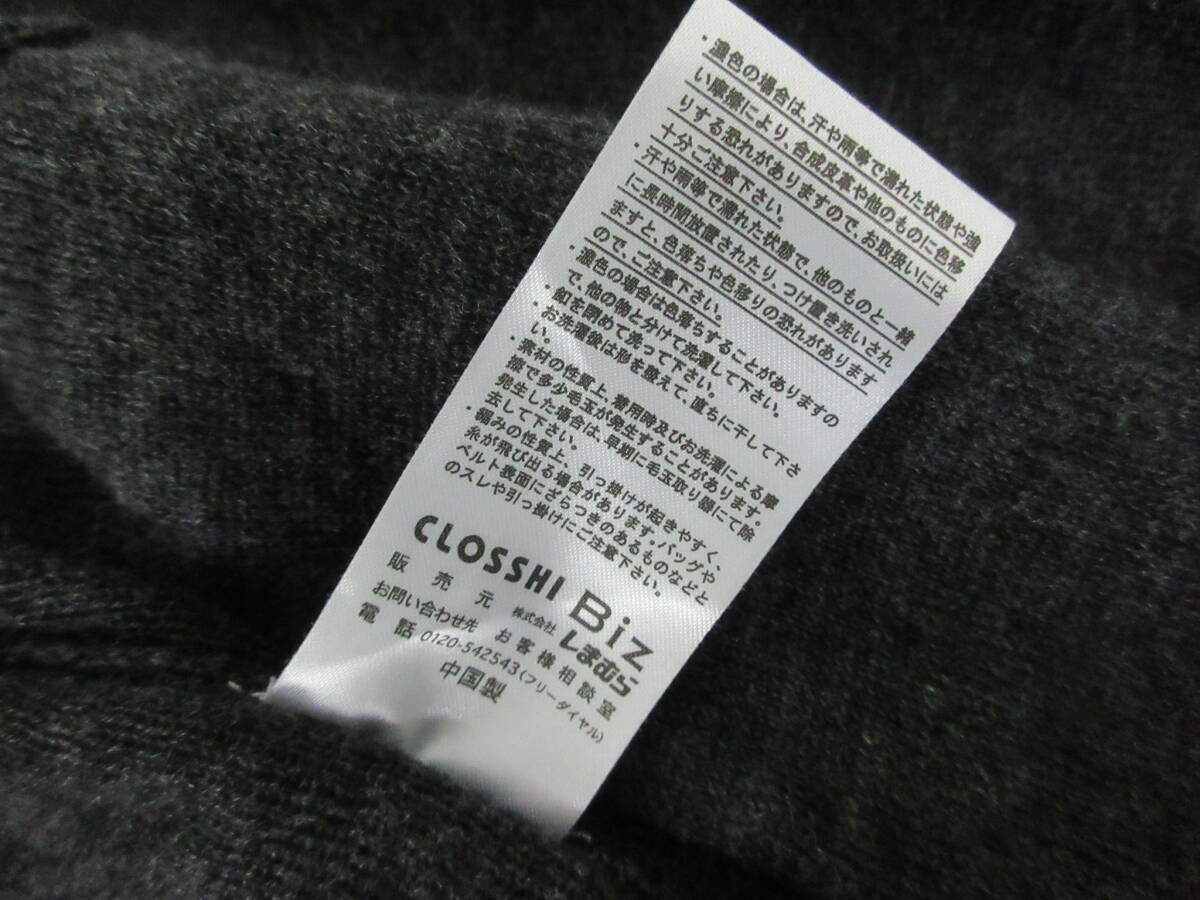 ・濃色の場合は、汗や雨等で濡れた状態や強
い摩擦により、合成皮革や他のものに色移
りする恐れがありますので、お取扱いには
十分ご注意下さい。
・汗や雨等で濡れた状態で、他のものと一緒
に長時間放置されたり、つけ置き洗いされ
ますと、色落ちや色移りの恐れがあります
ので、ご注意下さい。
・濃色の場合は色落ちすることがありますの
で、他の物と分けて洗濯して下さい。
・釦を閉めて洗って下さい。
・お洗濯後は形を整えて、直ちに干して下さ
い。
・素材の性質上、着用時及びお洗濯による摩
擦で多少毛玉が発生することがあります。
発生した場合は、早期に毛玉取り器にて除
去して下さい。
・編みの性質上、引っ掛けが起きやすく、
糸が飛び出る場合があります。バッグや
ベルト表面にざらつきのあるものなどと
のスレや引っ掛けにご注意下さい。
CLOSSHI Biz
販売元 株式会社 しまむら
お問い合わせ先 お客様相談室
電話 0120-542543(フリーダイヤル)
中国製